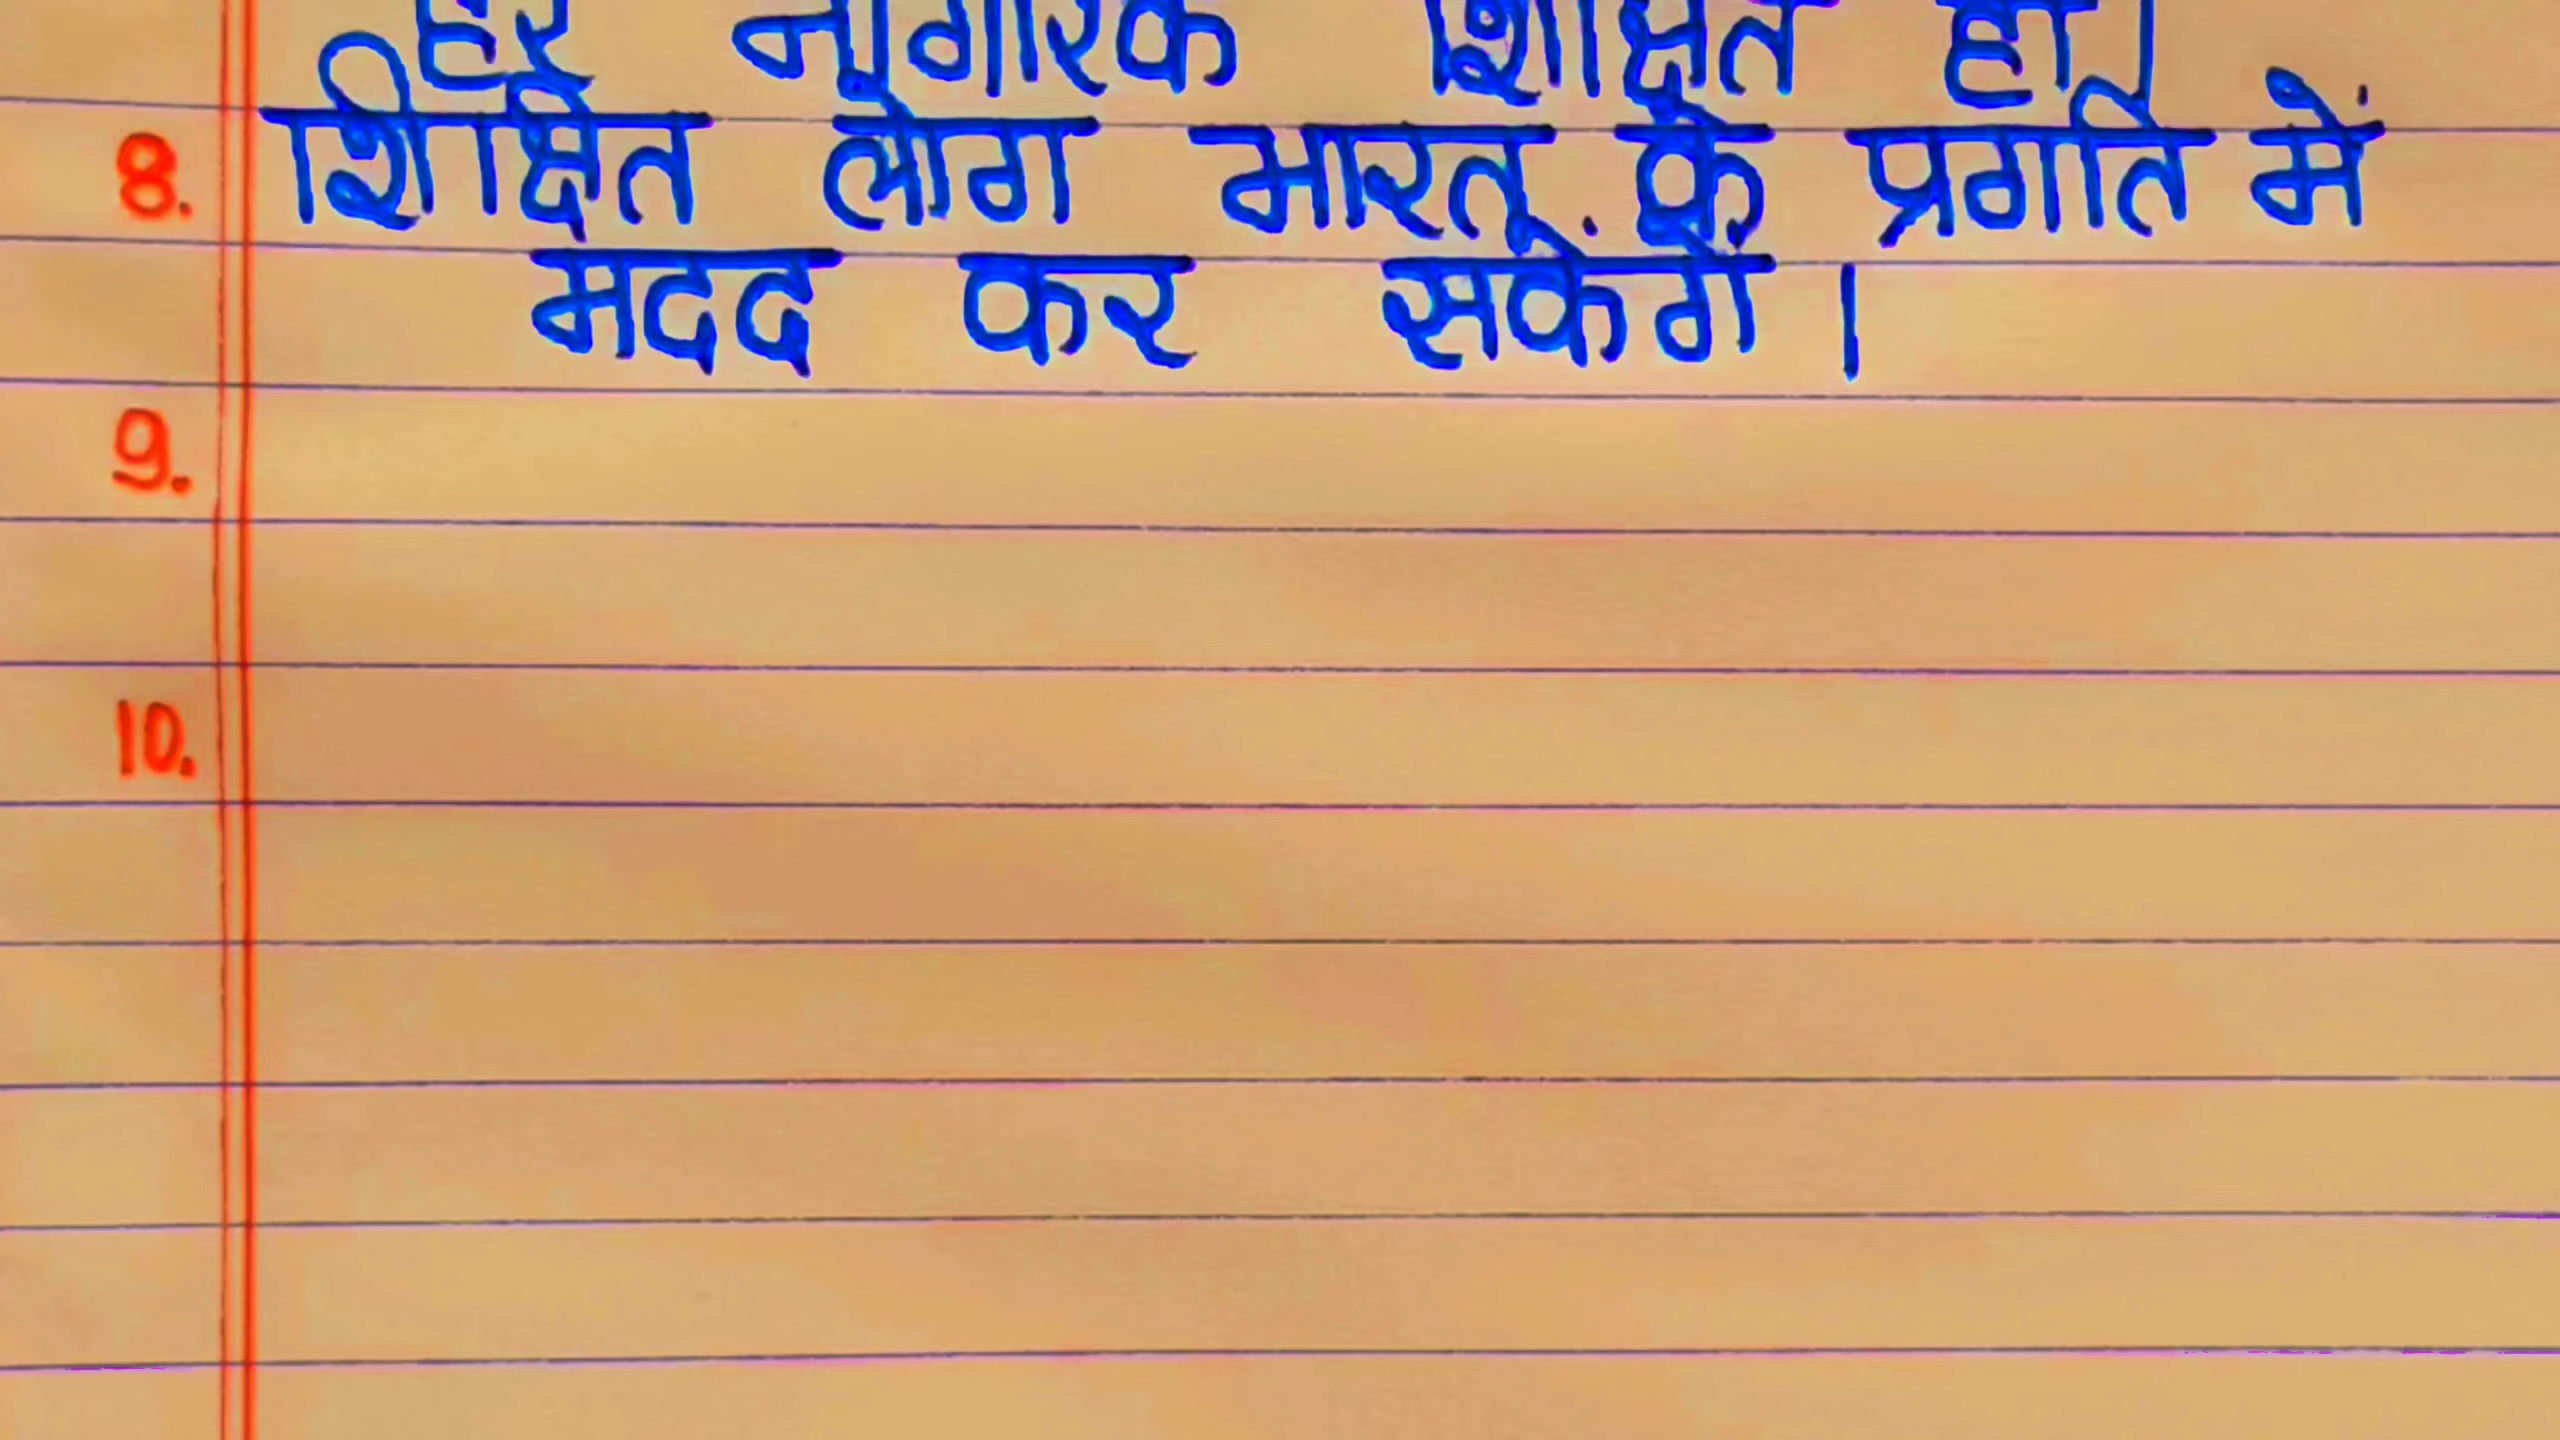 हर नागरिक शिक्षित हो।
8. शिक्षित लोग भारत के प्रगति में
मदद कर सकेंगे।
9.
10.